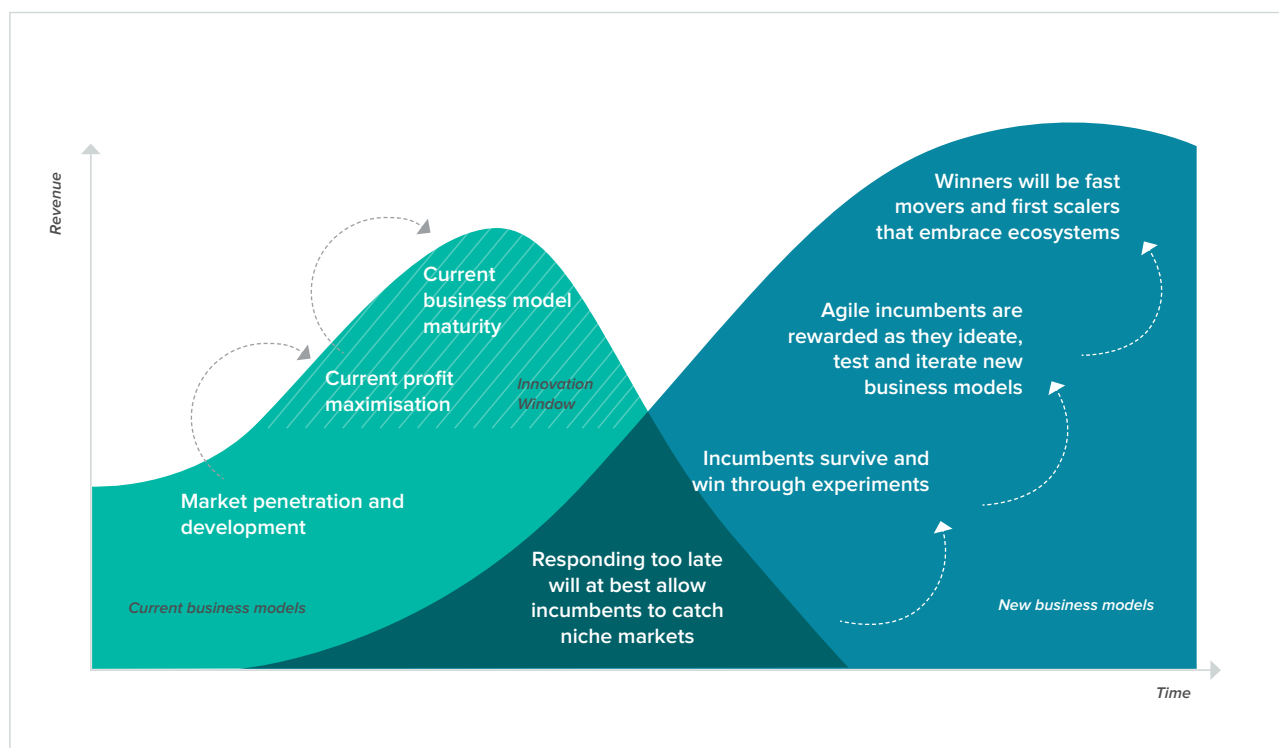 Revenue
Winners will be fast
movers and first scalers
that embrace ecosystems
Current
business model
maturity
Agile incumbents are
rewarded as they ideate,
test and iterate new
business models
Current profit
maximisation
Innovation
Window
Incumbents survive and
win through experiments
Market penetration and
development
Responding too late
will at best allow
incumbents to catch
niche markets
Current business models
New business models
Time